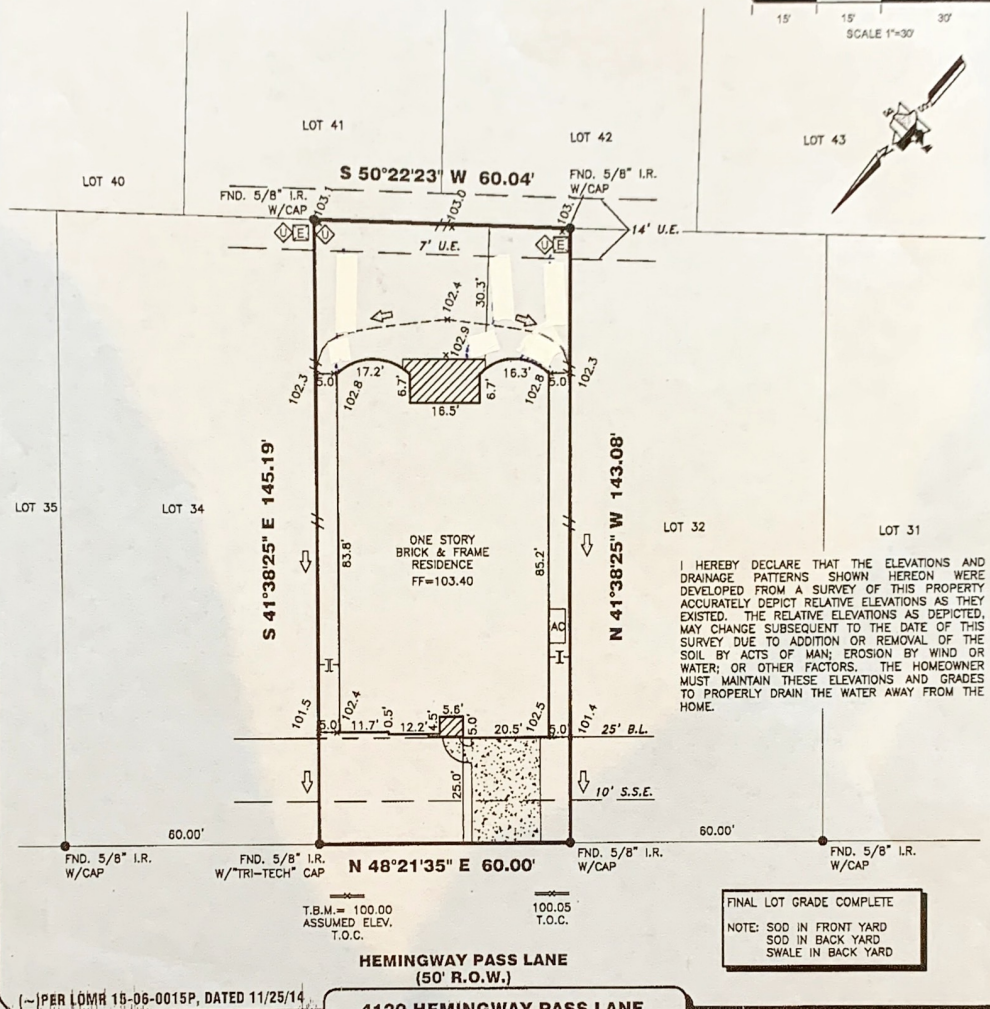 15' 15' 30'
SCALE 1"=30'
LOT 41
LOT 42
LOT 43
LOT 40
S 50°22'23" W 60.04'
FND. 5/8" I.R.
W/CAP
FND. 5/8" I.R.
W/CAP
103.0
14' U.E.
U E U
U E
7' U.E.
102.4
30.3'
102.9
17.2'
16.3'
102.3
5.0'
102.8
6.7'
16.5'
6.7'
102.8
5.0'
102.3
S 41°38'25" E 145.19'
N 41°38'25" W 143.08'
LOT 35
LOT 34
LOT 32
LOT 31
ONE STORY
BRICK & FRAME
RESIDENCE
FF=103.40
83.8'
85.2'
AC
I HEREBY DECLARE THAT THE ELEVATIONS AND
DRAINAGE PATTERNS SHOWN HEREON WERE
DEVELOPED FROM A SURVEY OF THIS PROPERTY
ACCURATELY DEPICT RELATIVE ELEVATIONS AS THEY
EXISTED. THE RELATIVE ELEVATIONS AS DEPICTED,
MAY CHANGE SUBSEQUENT TO THE DATE OF THIS
SURVEY DUE TO ADDITION OR REMOVAL OF THE
SOIL BY ACTS OF MAN; EROSION BY WIND OR
WATER; OR OTHER FACTORS. THE HOMEOWNER
MUST MAINTAIN THESE ELEVATIONS AND GRADES
TO PROPERLY DRAIN THE WATER AWAY FROM THE
HOME.
101.5
5.0'
102.4
11.7'
0.5'
12.2'
4.5'
5.6'
5.0'
20.5'
102.5
5.0'
101.4
25' B.L.
25.0'
10' S.S.E.
60.00'
60.00'
FND. 5/8" I.R.
W/CAP
FND. 5/8" I.R.
W/"TRI-TECH" CAP
N 48°21'35" E 60.00'
FND. 5/8" I.R.
W/CAP
FND. 5/8" I.R.
W/CAP
T.B.M.= 100.00
ASSUMED ELEV.
T.O.C.
100.05
T.O.C.
FINAL LOT GRADE COMPLETE
NOTE: SOD IN FRONT YARD
SOD IN BACK YARD
SWALE IN BACK YARD
HEMINGWAY PASS LANE
(50' R.O.W.)
(~)PER LOMR 16-06-0015P, DATED 11/25/14
HEMINGWAY PASS LANE